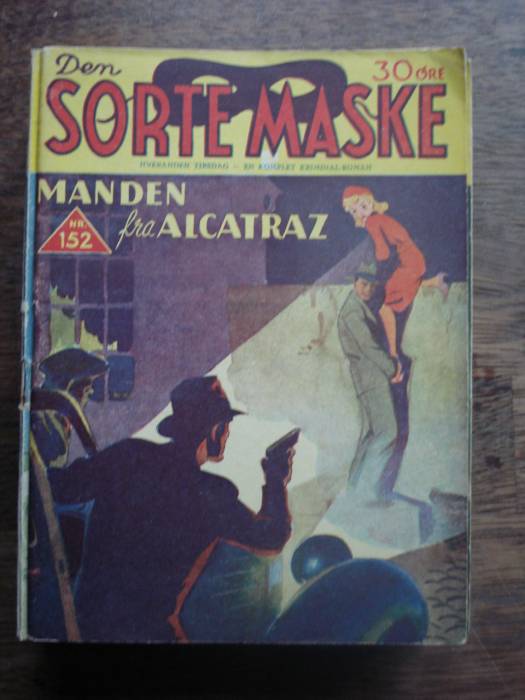 Den
30 ØRE
SORTE MASKE
HVERANDEN TIRSDAG - EN KOMPLET KRIMINAL-ROMAN
MANDEN
fra ALCATRAZ
NR.
152